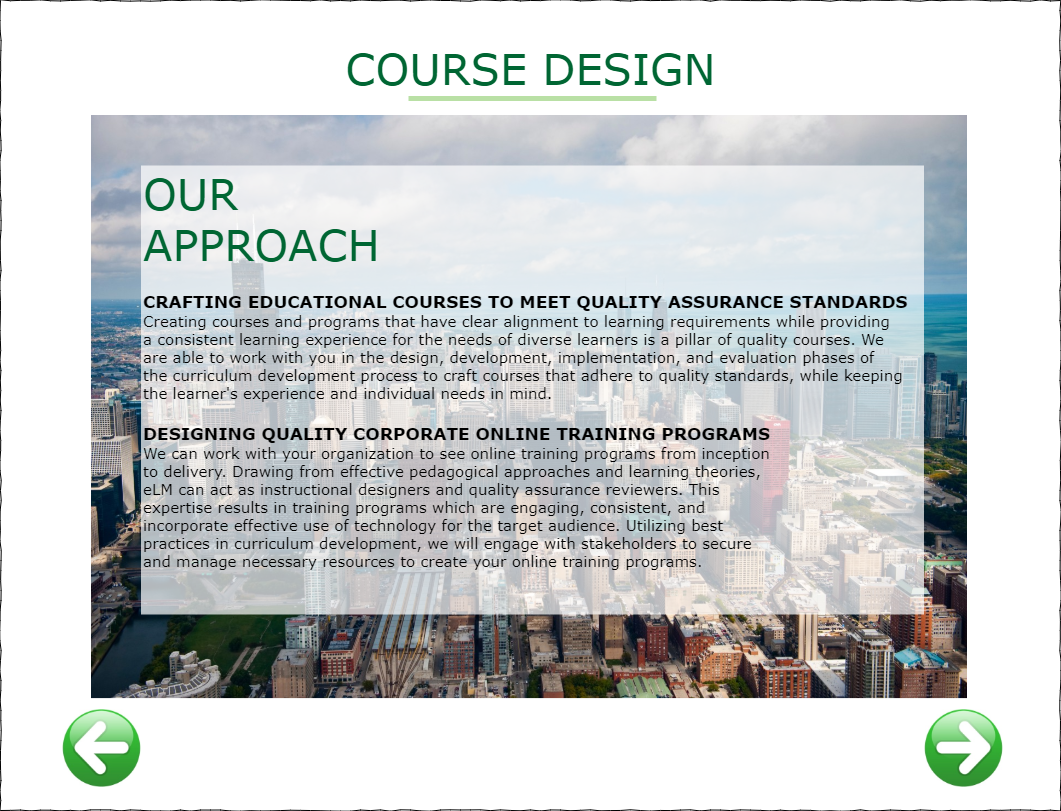 COURSE DESIGN
OUR
APPROACH
CRAFTING EDUCATIONAL COURSES TO MEET QUALITY ASSURANCE STANDARDS
Creating courses and programs that have clear alignment to learning requirements while providing
a consistent learning experience for the needs of diverse learners is a pillar of quality courses. We
are able to work with you in the design, development, implementation, and evaluation phases of
the curriculum development process to craft courses that adhere to quality standards, while keeping
the learner's experience and individual needs in mind.
DESIGNING QUALITY CORPORATE ONLINE TRAINING PROGRAMS
We can work with your organization to see online training programs from inception
to delivery. Drawing from effective pedagogical approaches and learning theories,
eLM can act as instructional designers and quality assurance reviewers. This
expertise results in training programs which are engaging, consistent, and
incorporate effective use of technology for the target audience. Utilizing best
practices in curriculum development, we will engage with stakeholders to secure
and manage necessary resources to create your online training programs.